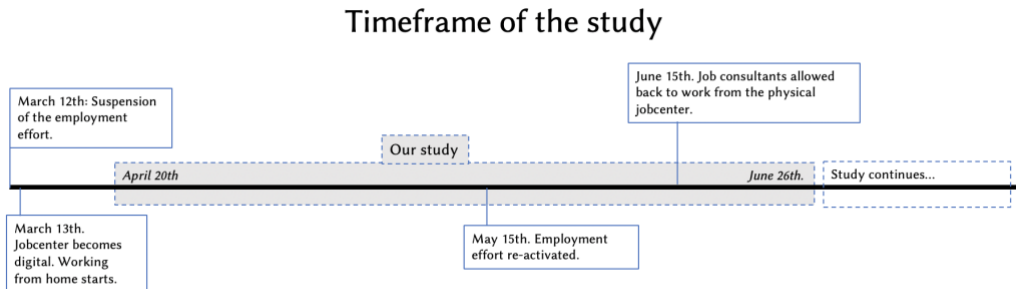 Timeframe of the study
March 12th: Suspension
of the employment
effort.
June 15th. Job consultants allowed
back to work from the physical
jobcenter.
Our study
April 20th
June 26th.
Study continues...
March 13th.
Jobcenter becomes
digital. Working
from home starts.
May 15th. Employment
effort re-activated.